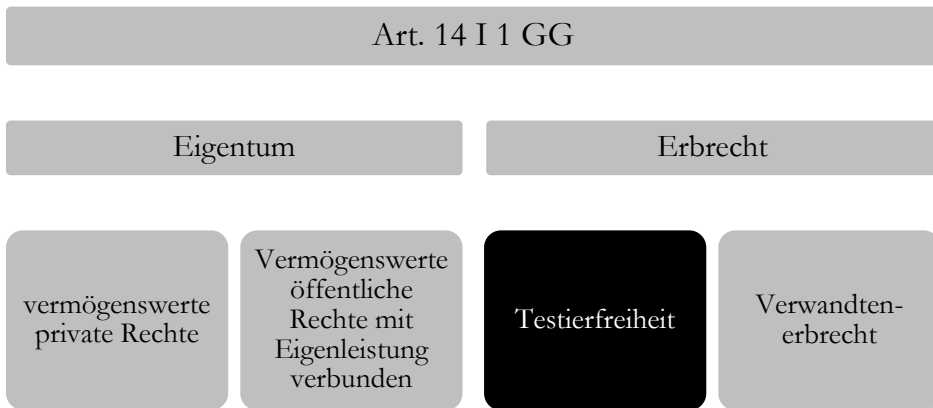 Art. 14 I 1 GG
Eigentum
Erbrecht
vermögenswerte
private Rechte
Vermögenswerte
öffentliche
Rechte mit
Eigenleistung
verbunden
Testierfreiheit
Verwandten-
erbrecht